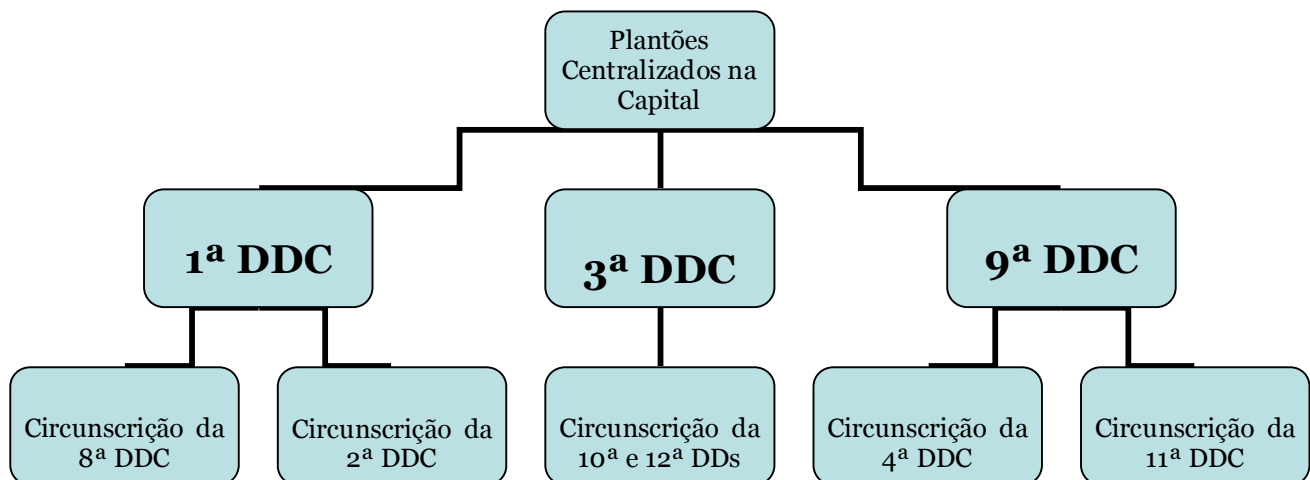 Plantões
Centralizados na
Capital
1ª DDC
3ª DDC
9ª DDC
Circunscrição da
8ª DDC
Circunscrição da
2ª DDC
Circunscrição da
10ª e 12ª DDs
Circunscrição da
4ª DDC
Circunscrição da
11ª DDC